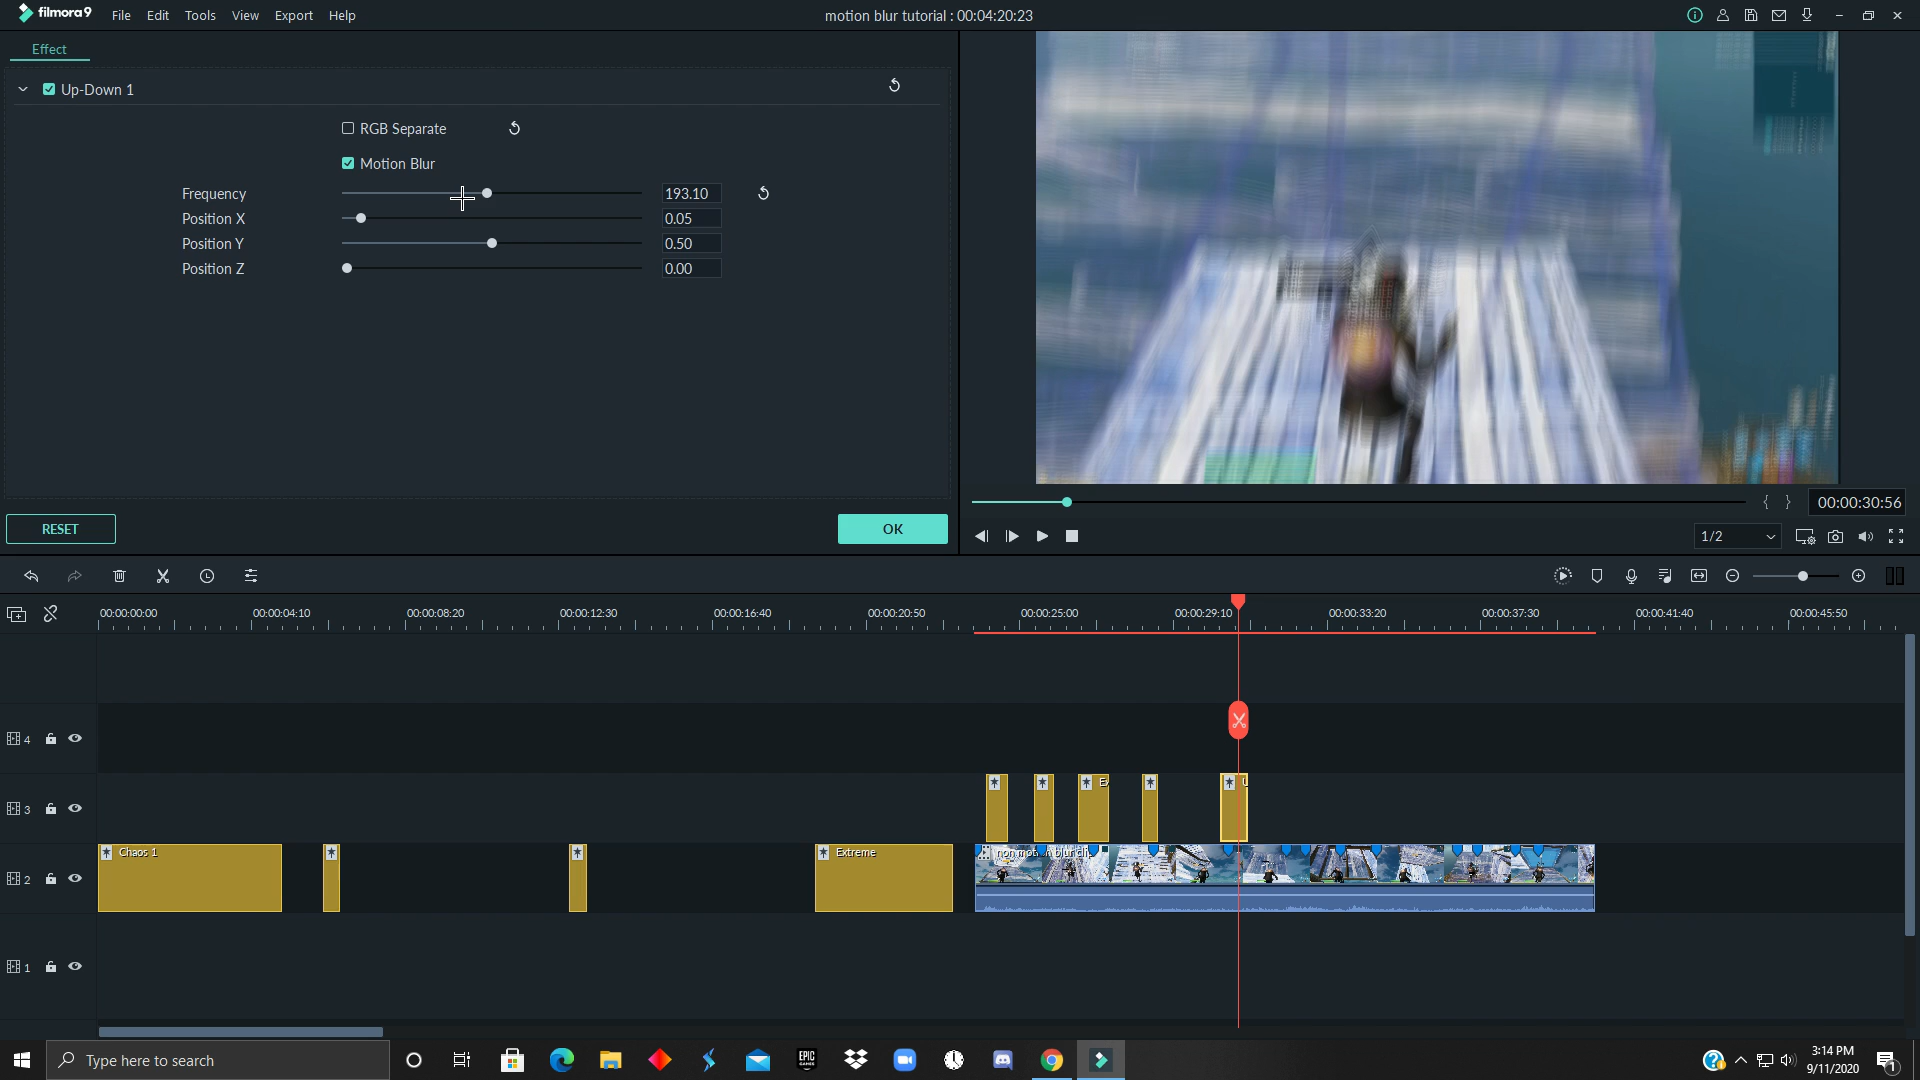 filmora9 File Edit Tools View Export Help motion blur tutorial : 00:04:20:23
Effect
Up-Down 1
RGB Separate
Motion Blur
Frequency 193.10
Position X 0.05
Position Y 0.50
Position Z 0.00
RESET OK
00:00:30:56
1/2
00:00:00:00 00:00:04:10 00:00:08:20 00:00:12:30 00:00:16:40 00:00:20:50 00:00:25:00 00:00:29:10 00:00:33:20 00:00:37:30 00:00:41:40 00:00:45:50
4
3
2 Chaos 1 Extreme
1
Type here to search
EPIC GAMES
3:14 PM
9/11/2020
1